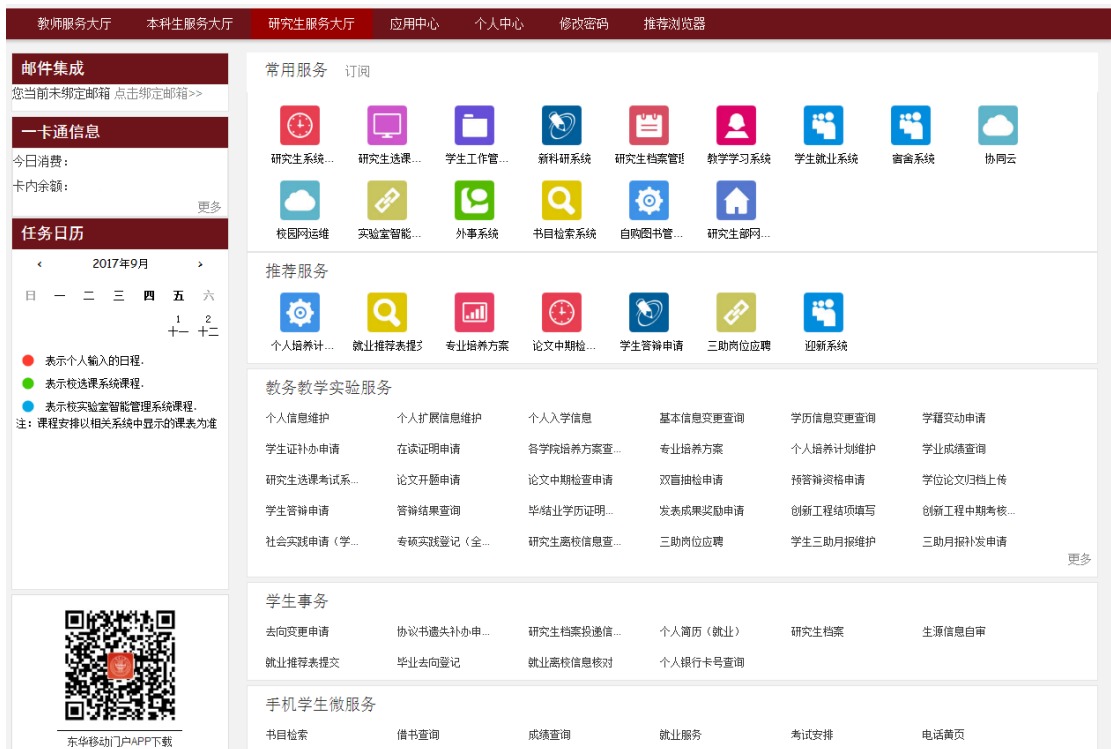 教师服务大厅 本科生服务大厅 研究生服务大厅 应用中心 个人中心 修改密码 推荐浏览器
邮件集成
您当前未绑定邮箱 点击绑定邮箱>>
一卡通信息
今日消费：
卡内余额：
更多
任务日历
‹ 2017年9月 ›
日 一 二 三 四 五 六
1 2
十一 十二
表示个人输入的日程.
表示校选课系统课程.
表示校实验室智能管理系统课程.
注：课程安排以相关系统中显示的课表为准
东华移动门户APP下载
常用服务 订阅
研究生系统... 研究生选课... 学生工作管... 新科研系统 研究生档案管理 教学学习系统 学生就业系统 宿舍系统 协同云
校园网运维 实验室智能... 外事系统 书目检索系统 自购图书管... 研究生部网...
推荐服务
个人培养计... 就业推荐表提交 专业培养方案 论文中期检... 学生答辩申请 三助岗位应聘 迎新系统
教务教学实验服务
个人信息维护 个人扩展信息维护 个人入学信息 基本信息变更查询 学历信息变更查询 学籍变动申请
学生证补办申请 在读证明申请 各学院培养方案查... 专业培养方案 个人培养计划维护 学业成绩查询
研究生选课考试系... 论文开题申请 论文中期检查申请 双盲抽检申请 预答辩资格申请 学位论文归档上传
学生答辩申请 答辩结果查询 毕/结业学历证明... 发表成果奖励申请 创新工程结项填写 创新工程中期考核...
社会实践申请（学... 专硕实践登记（全... 研究生离校信息查... 三助岗位应聘 学生三助月报维护 三助月报补发申请
更多
学生事务
去向变更申请 协议书遗失补办申... 研究生档案投递信... 个人简历（就业） 研究生档案 生源信息自审
就业推荐表提交 毕业去向登记 就业离校信息核对 个人银行卡号查询
手机学生微服务
书目检索 借书查询 成绩查询 就业服务 考试安排 电话黄页